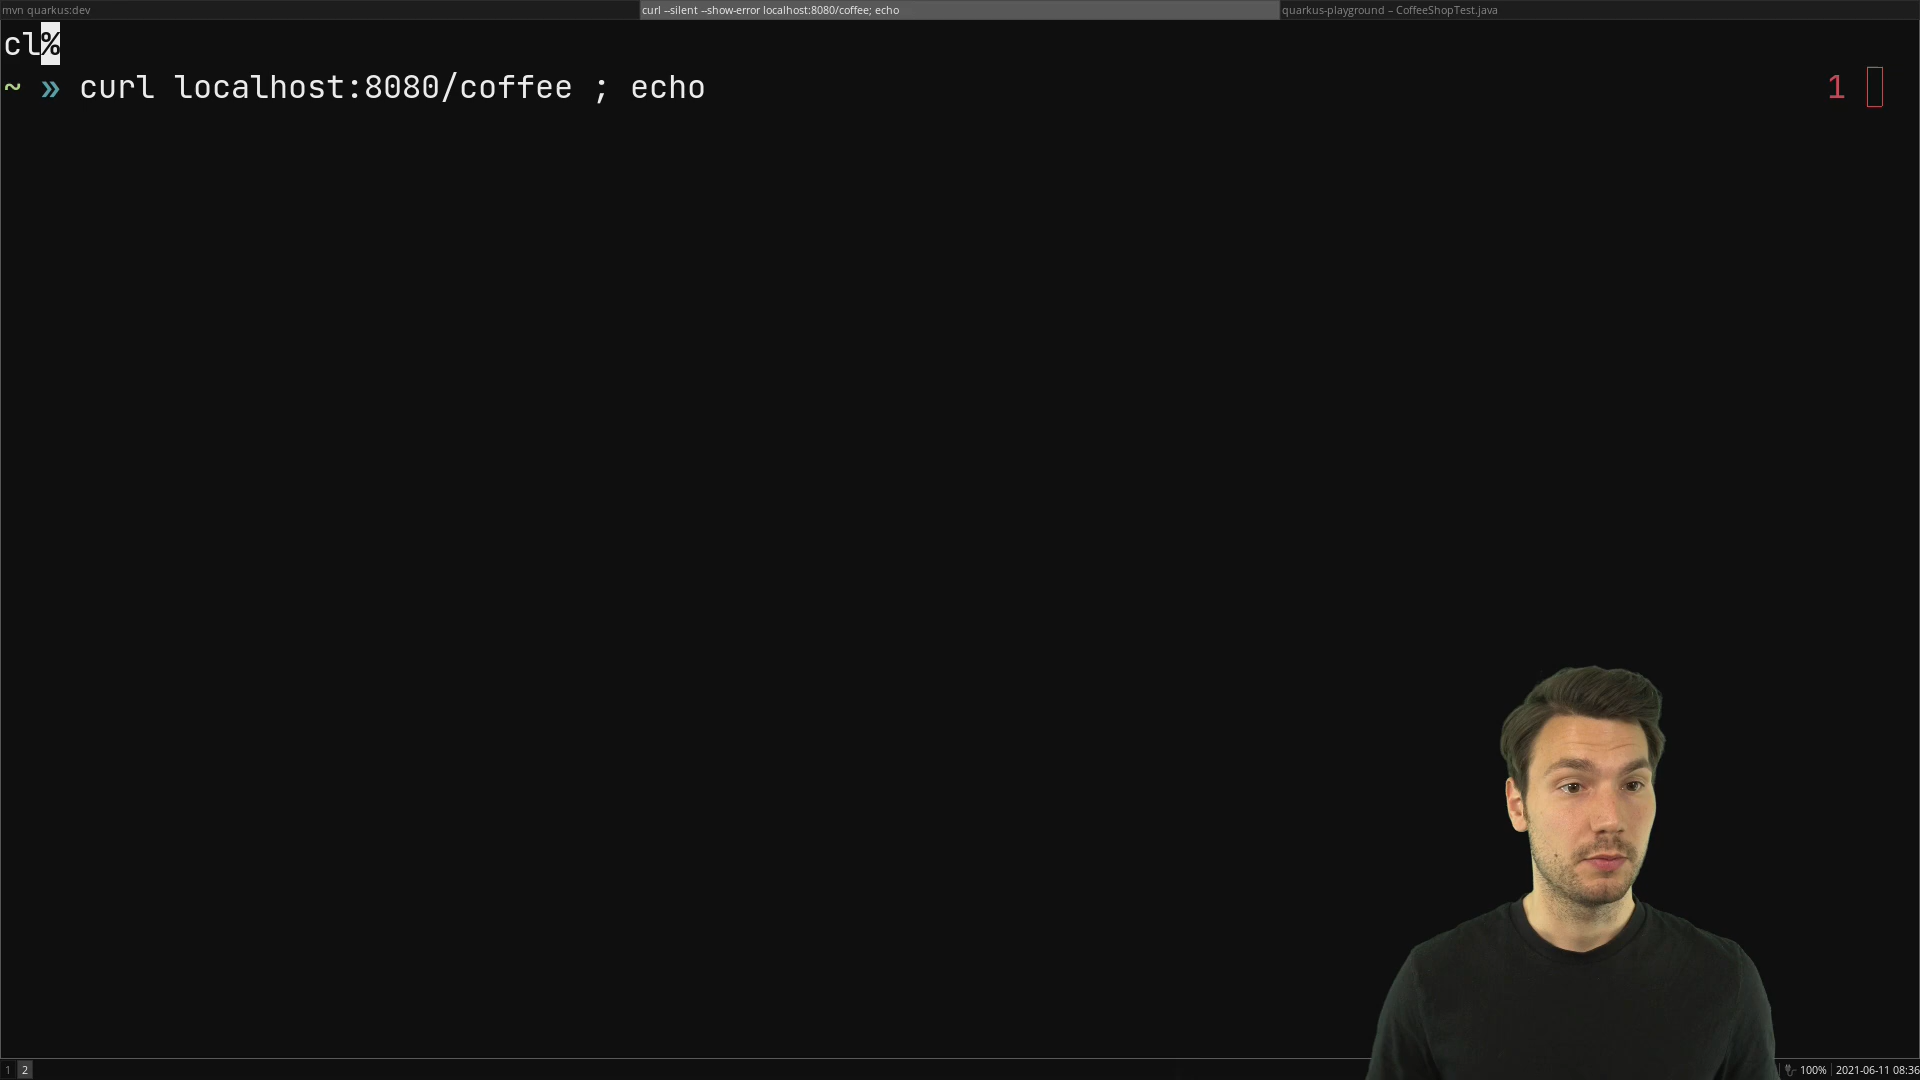 mvn quarkus:dev
curl --silent --show-error localhost:8080/coffee; echo
quarkus-playground – CoffeeShopTest.java
cl%
~ » curl localhost:8080/coffee ; echo 1
1 2 100% 2021-06-11 08:36